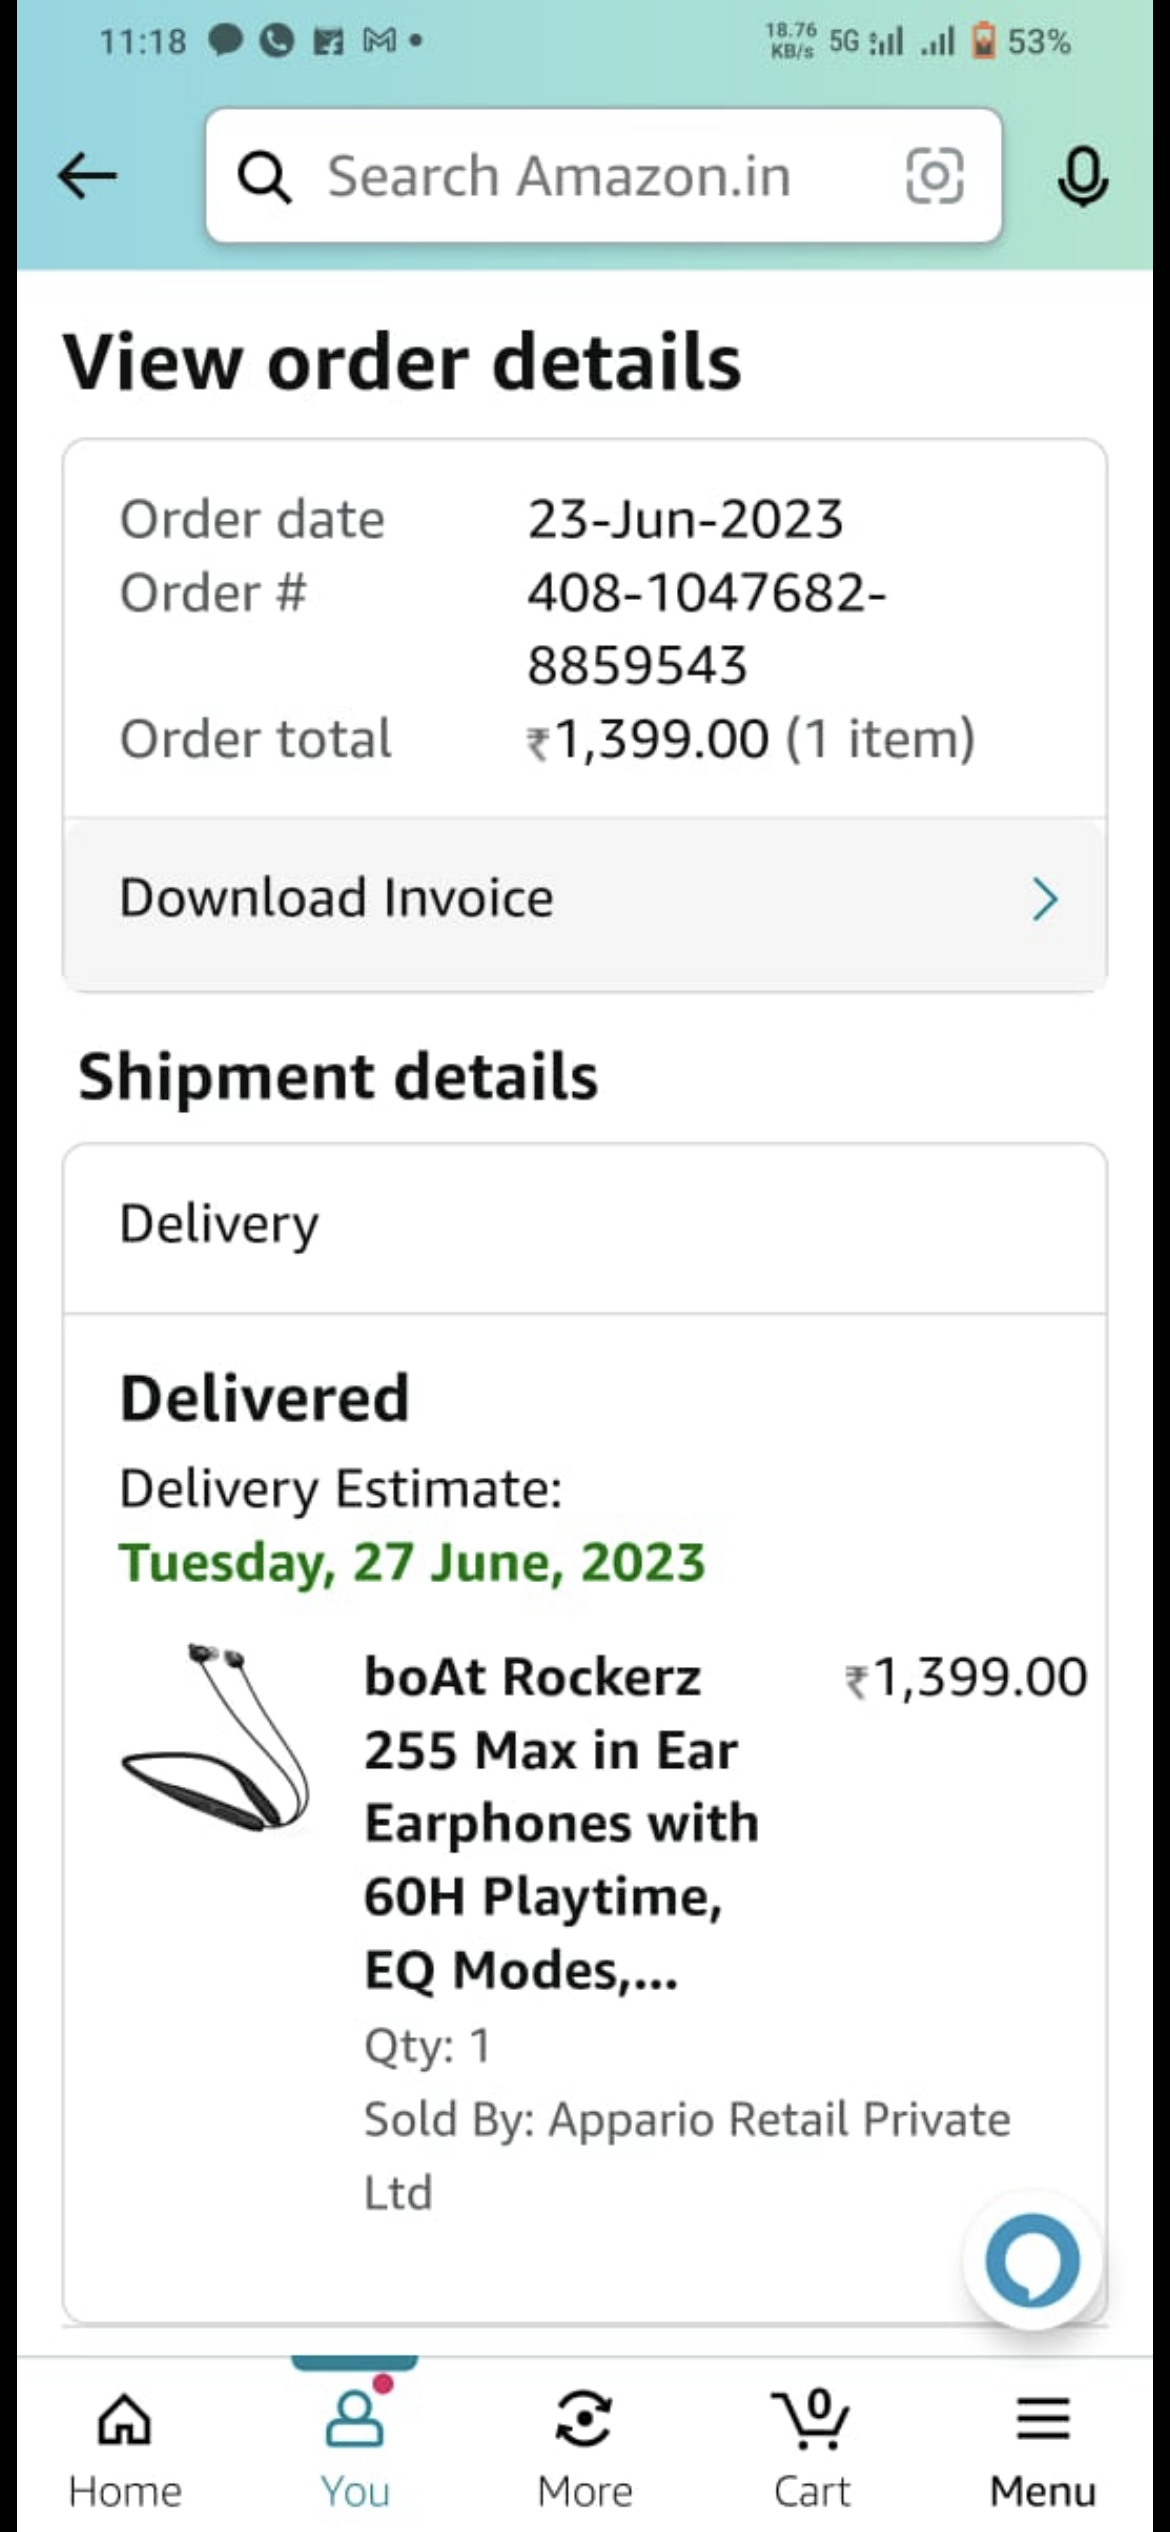 11:18
18.76
KB/s
5G
53%
Search Amazon.in
View order details
Order date 23-Jun-2023
Order # 408-1047682-
8859543
Order total ₹1,399.00 (1 item)
Download Invoice
Shipment details
Delivery
Delivered
Delivery Estimate:
Tuesday, 27 June, 2023
boAt Rockerz ₹1,399.00
255 Max in Ear
Earphones with
60H Playtime,
EQ Modes,...
Qty: 1
Sold By: Appario Retail Private
Ltd
0
Home You More Cart Menu